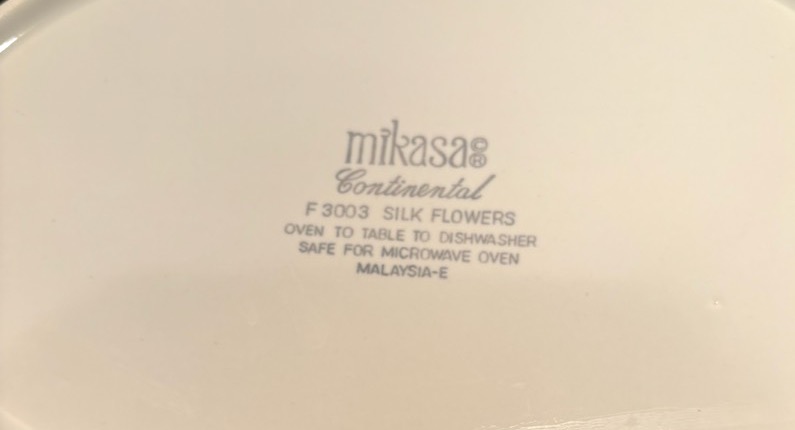 mikasa©®
Continental
F 3003 SILK FLOWERS
OVEN TO TABLE TO DISHWASHER
SAFE FOR MICROWAVE OVEN
MALAYSIA-E